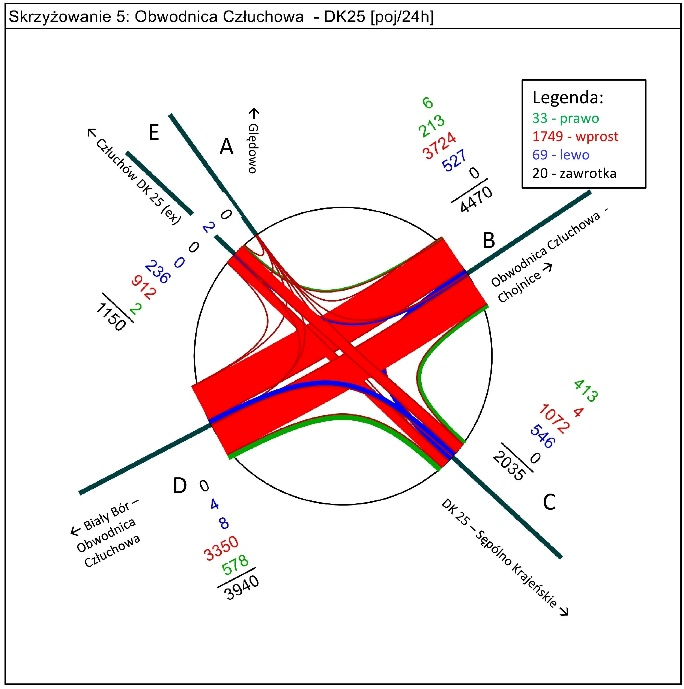 Skrzyżowanie 5: Obwodnica Człuchowa - DK25 [poj/24h]
Legenda:
33 - prawo
1749 - wprost
69 - lewo
20 - zawrotka
E
A
← Głędowo
← Człuchów DK 25 (ex)
6
213
3724
527
0
4470
B
Obwodnica Człuchowa -
Chojnice →
0
2
0
0
236
912
2
1150
413
4
1072
546
0
2035
C
DK 25 – Sępólno Krajeńskie →
D
← Biały Bór –
Obwodnica
Człuchowa
0
4
8
3350
578
3940